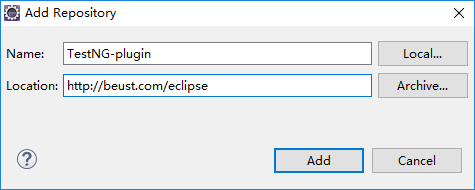 Add Repository
Name: TestNG-plugin Local...
Location: http://beust.com/eclipse Archive...
? Add Cancel